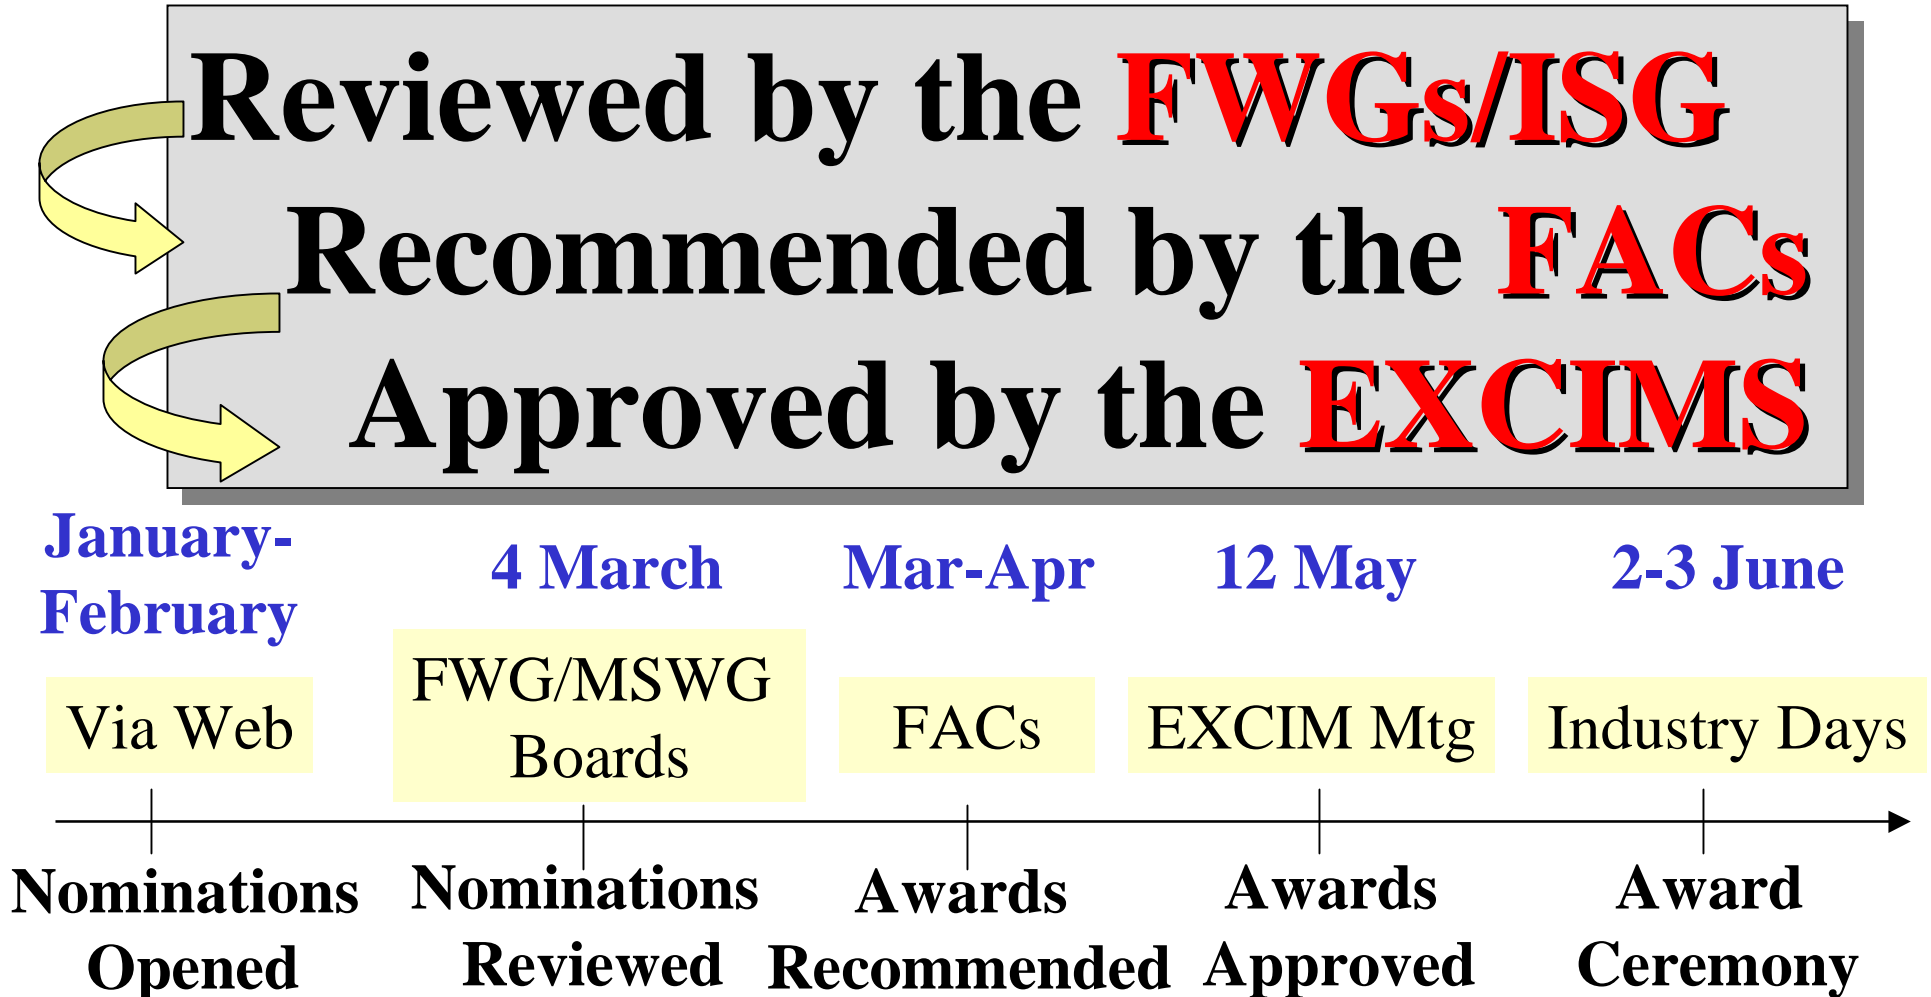 Reviewed by the FWGs/ISG
Recommended by the FACs
Approved by the EXCIMS
January-
February
4 March
Mar-Apr
12 May
2-3 June
Via Web
FWG/MSWG
Boards
FACs
EXCIM Mtg
Industry Days
Nominations
Opened
Nominations
Reviewed
Awards
Recommended
Awards
Approved
Award
Ceremony